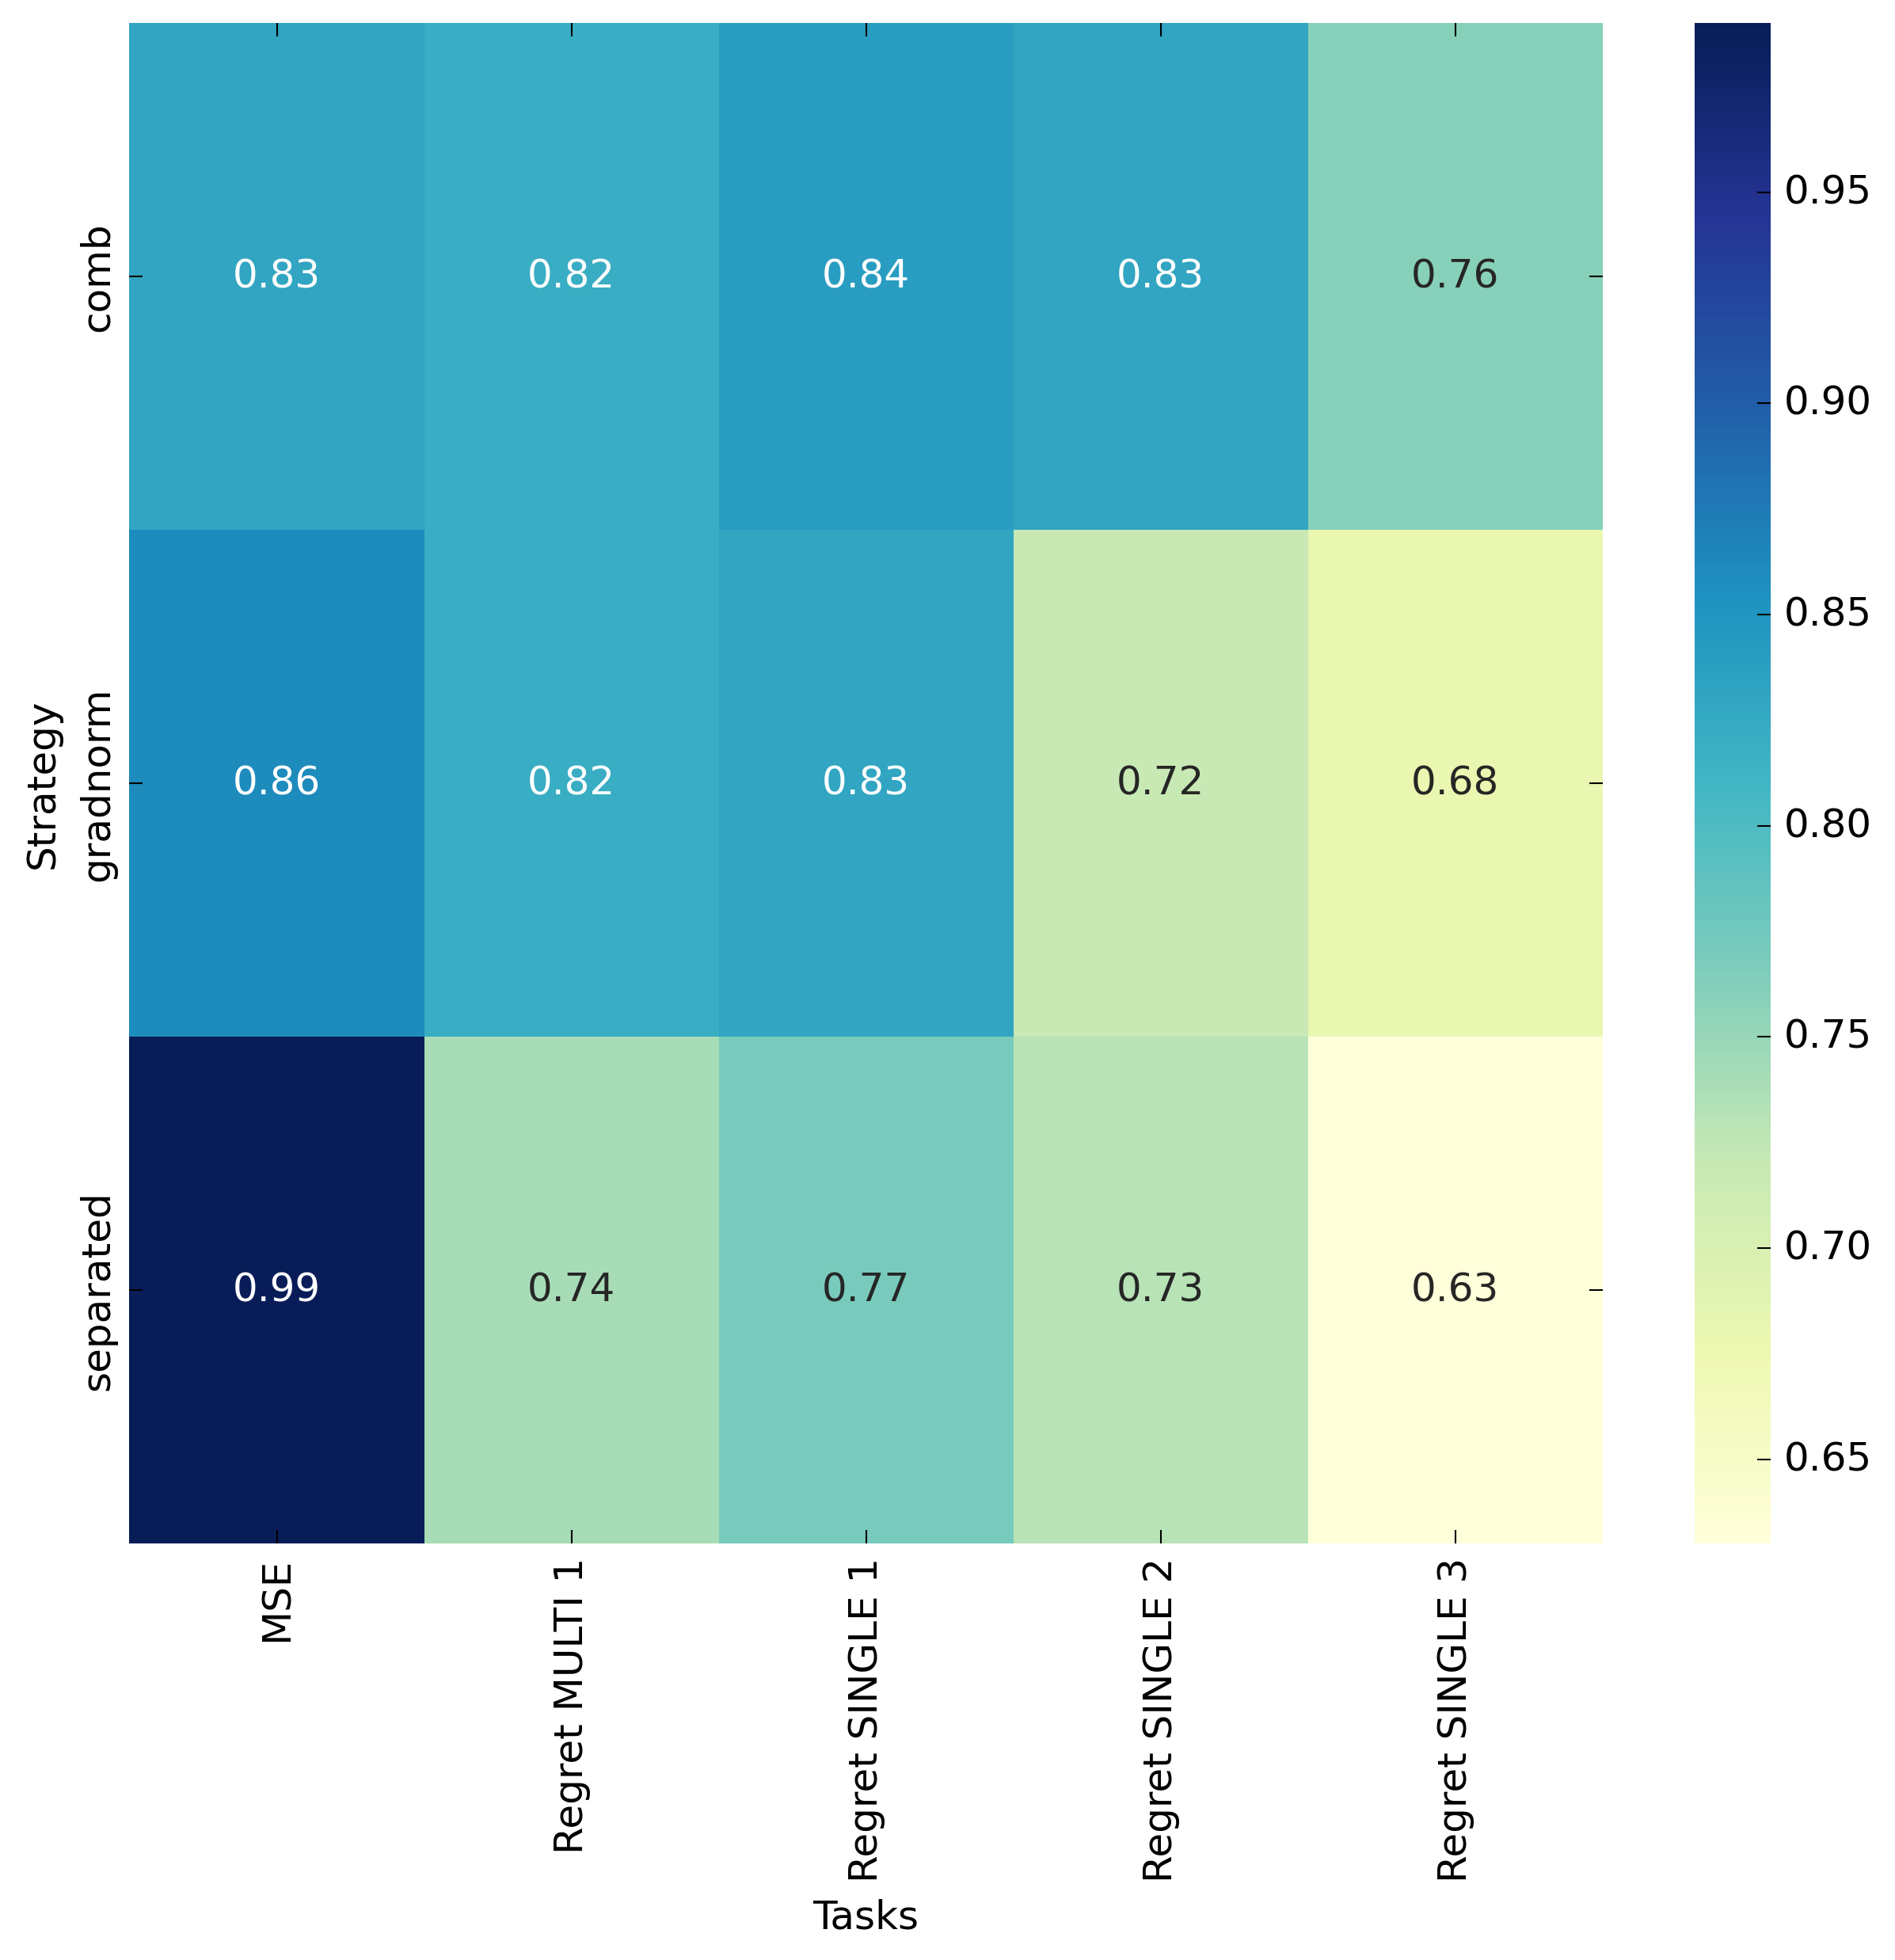 Strategy
comb
0.83 0.82 0.84 0.83 0.76
gradnorm
0.86 0.82 0.83 0.72 0.68
separated
0.99 0.74 0.77 0.73 0.63
MSE
Regret MULTI 1
Regret SINGLE 1
Regret SINGLE 2
Regret SINGLE 3
Tasks
0.95
0.90
0.85
0.80
0.75
0.70
0.65